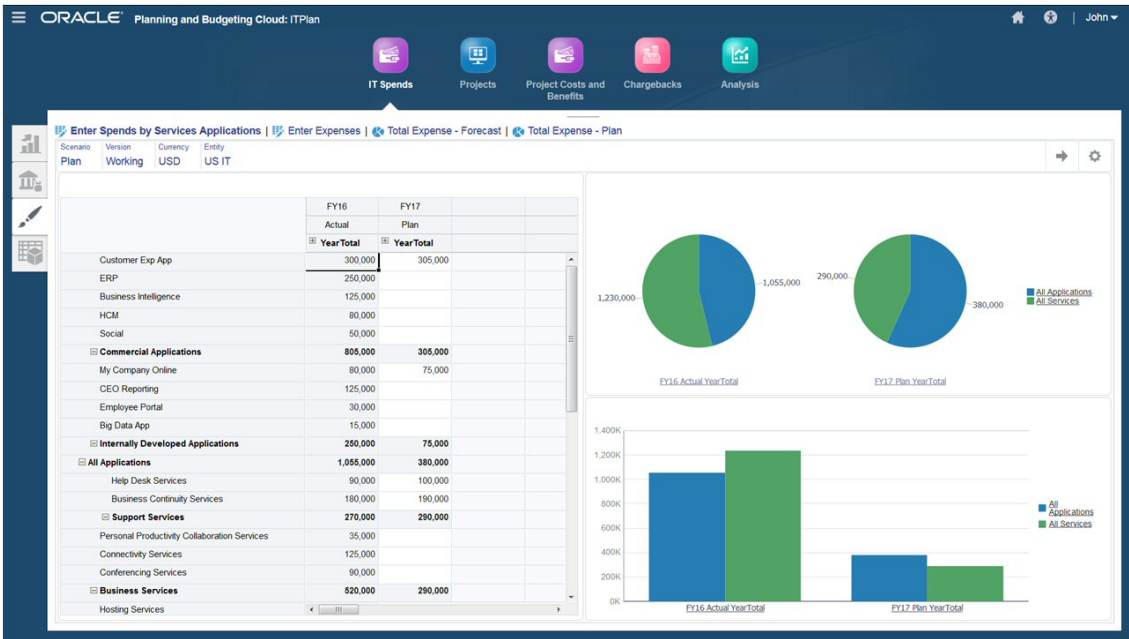 ORACLE® Planning and Budgeting Cloud: ITPlan
John
IT Spends
Projects
Project Costs and
Benefits
Chargebacks
Analysis
Enter Spends by Services Applications | Enter Expenses | Total Expense - Forecast | Total Expense - Plan
Scenario Version Currency Entity
Plan Working USD US IT
FY16 FY17
Actual Plan
YearTotal YearTotal
Customer Exp App 300,000 305,000
ERP 250,000
Business Intelligence 125,000
HCM 80,000
Social 50,000
Commercial Applications 805,000 305,000
My Company Online 80,000 75,000
CEO Reporting 125,000
Employee Portal 30,000
Big Data App 15,000
Internally Developed Applications 250,000 75,000
All Applications 1,055,000 380,000
Help Desk Services 90,000 100,000
Business Continuity Services 180,000 190,000
Support Services 270,000 290,000
Personal Productivity Collaboration Services 35,000
Connectivity Services 125,000
Conferencing Services 90,000
Business Services 520,000 290,000
Hosting Services
1,230,000
1,055,000
290,000
380,000
All Applications
All Services
FY16 Actual YearTotal
FY17 Plan YearTotal
1,400K
1,200K
1,000K
800K
600K
400K
200K
0K
FY16 Actual YearTotal
FY17 Plan YearTotal
All
Applications
All Services